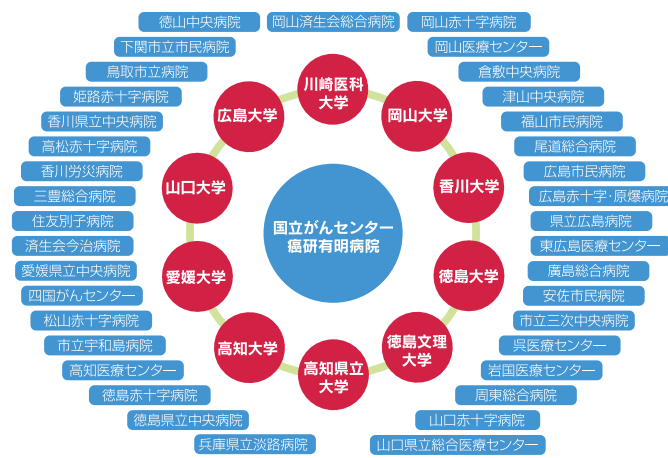 徳山中央病院
岡山済生会総合病院
岡山赤十字病院
下関市立市民病院
岡山医療センター
鳥取市立病院
倉敷中央病院
姫路赤十字病院
津山中央病院
香川県立中央病院
福山市民病院
高松赤十字病院
尾道総合病院
香川労災病院
広島市民病院
三豊総合病院
広島赤十字・原爆病院
住友別子病院
県立広島病院
済生会今治病院
東広島医療センター
愛媛県立中央病院
廣島総合病院
四国がんセンター
安佐市民病院
松山赤十字病院
市立三次中央病院
市立宇和島病院
呉医療センター
高知医療センター
岩国医療センター
徳島赤十字病院
周東総合病院
徳島県立中央病院
山口赤十字病院
兵庫県立淡路病院
山口県立総合医療センター
川崎医科
大学
岡山大学
香川大学
徳島大学
徳島文理
大学
高知県立
大学
高知大学
愛媛大学
山口大学
広島大学
国立がんセンター
癌研有明病院